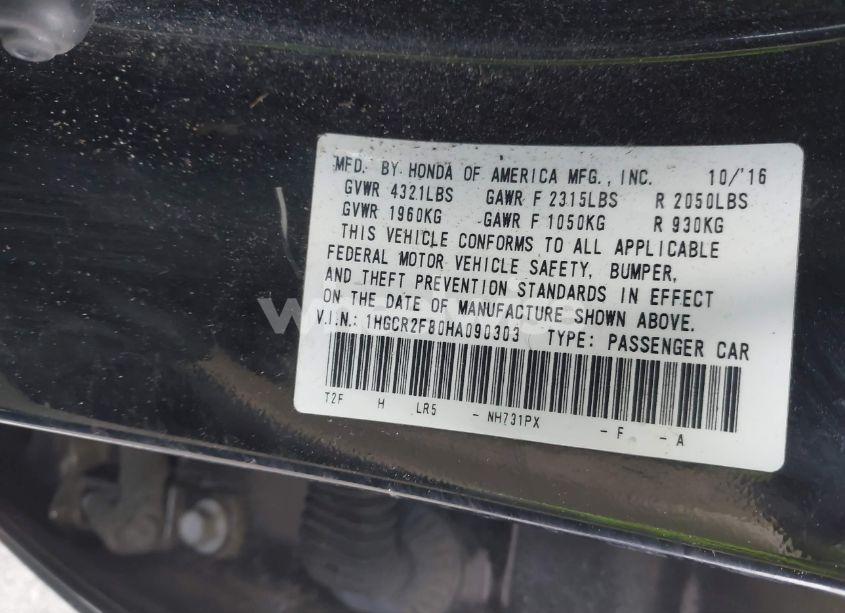 MFD. BY HONDA OF AMERICA MFG., INC. 10/'16
GVWR 4321LBS GAWR F 2315LBS R 2050LBS
GVWR 1960KG GAWR F 1050KG R 930KG
THIS VEHICLE CONFORMS TO ALL APPLICABLE
FEDERAL MOTOR VEHICLE SAFETY, BUMPER,
AND THEFT PREVENTION STANDARDS IN EFFECT
ON THE DATE OF MANUFACTURE SHOWN ABOVE.
V.I.N.: 1HGCR2F80HA090303 TYPE: PASSENGER CAR
T2F H LR5 - NH731PX - F - A